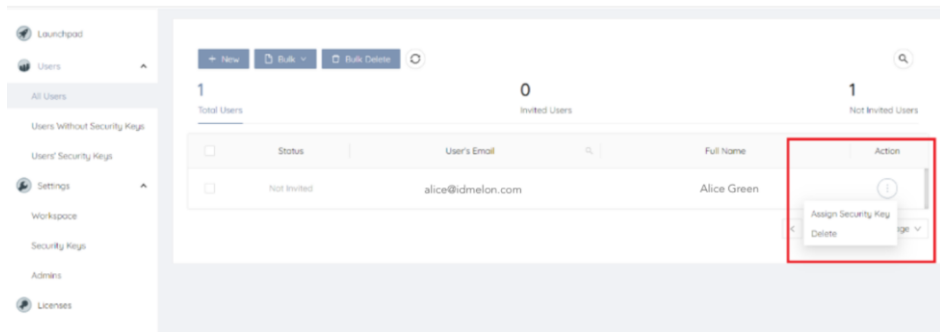 Launchpad
Users
All Users
Users Without Security Keys
Users' Security Keys
Settings
Workspace
Security Keys
Admins
Licenses
+ New
Bulk
Bulk Delete
1
Total Users
0
Invited Users
1
Not Invited Users
Status
User's Email
Full Name
Action
Not Invited
alice@idmelon.com
Alice Green
Assign Security Key
Delete